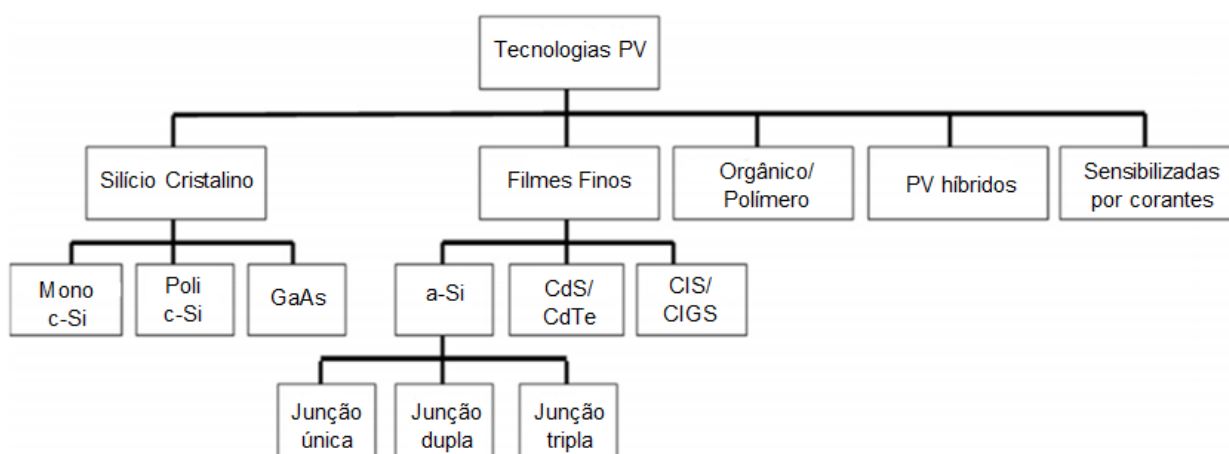 Tecnologias PV
Silício Cristalino
Filmes Finos
Orgânico/
Polímero
PV híbridos
Sensibilizadas
por corantes
Mono
c-Si
Poli
c-Si
GaAs
a-Si
CdS/
CdTe
CIS/
CIGS
Junção
única
Junção
dupla
Junção
tripla